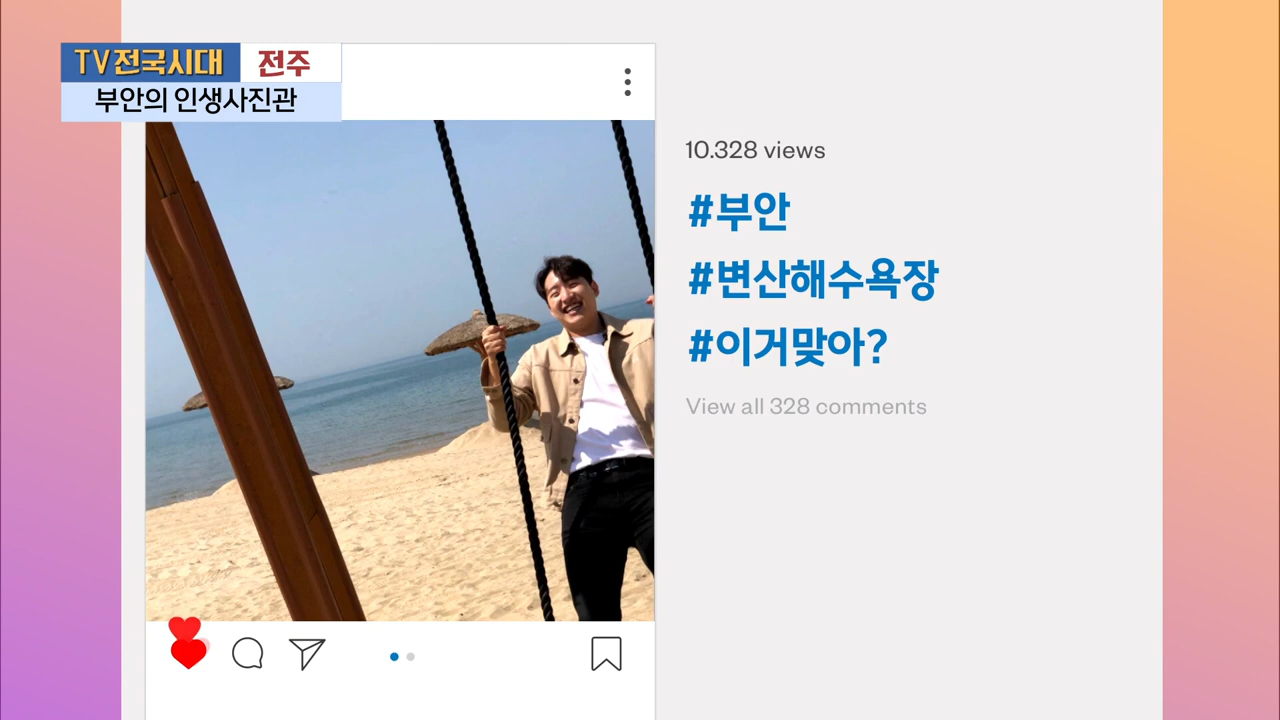 TV전국시대 전주
부안의 인생사진관
10.328 views
#부안
#변산해수욕장
#이거맞아?
View all 328 comments